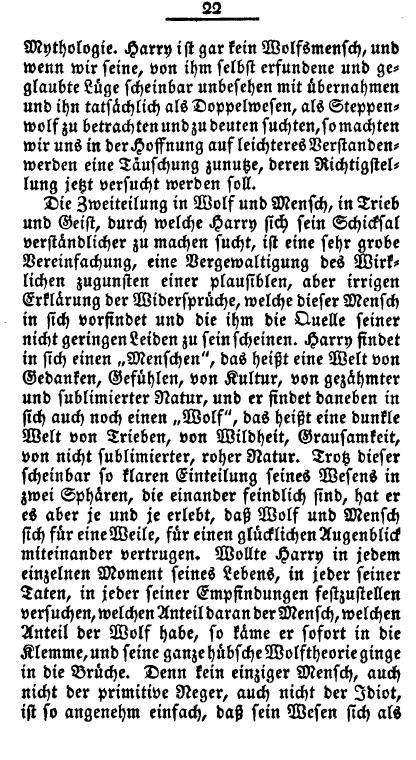 22
Mythologie. Harry ist gar kein Wolfsmensch, und
wenn wir seine, von ihm selbst erfundene und ge-
glaubte Lüge scheinbar unbesehen mit übernahmen
und ihn tatsächlich als Doppelwesen, als Steppen-
wolf zu betrachten und zu deuten suchten, so machten
wir uns in der Hoffnung auf leichteres Verstanden-
werden eine Täuschung zunutze, deren Richtigstel-
lung jetzt versucht werden soll.
Die Zweiteilung in Wolf und Mensch, in Trieb
und Geist, durch welche Harry sich sein Schicksal
verständlicher zu machen sucht, ist eine sehr grobe
Vereinfachung, eine Vergewaltigung des Wirk-
lichen zugunsten einer plausiblen, aber irrigen
Erklärung der Widersprüche, welche dieser Mensch
in sich vorfindet und die ihm die Quelle seiner
nicht geringen Leiden zu sein scheinen. Harry findet
in sich einen „Menschen“, das heißt eine Welt von
Gedanken, Gefühlen, von Kultur, von gezähmter
und sublimierter Natur, und er findet daneben in
sich auch noch einen „Wolf“, das heißt eine dunkle
Welt von Trieben, von Wildheit, Grausamkeit,
von nicht sublimierter, roher Natur. Trotz dieser
scheinbar so klaren Einteilung seines Wesens in
zwei Sphären, die einander feindlich sind, hat er
es aber je und je erlebt, daß Wolf und Mensch
sich für eine Weile, für einen glücklichen Augenblick
miteinander vertrugen. Wollte Harry in jedem
einzelnen Moment seines Lebens, in jeder seiner
Taten, in jeder seiner Empfindungen festzustellen
versuchen, welchen Anteil daran der Mensch, welchen
Anteil der Wolf habe, so käme er sofort in die
Klemme, und seine ganze hübsche Wolftheorie ginge
in die Brüche. Denn kein einziger Mensch, auch
nicht der primitive Neger, auch nicht der Idiot,
ist so angenehm einfach, daß sein Wesen sich als